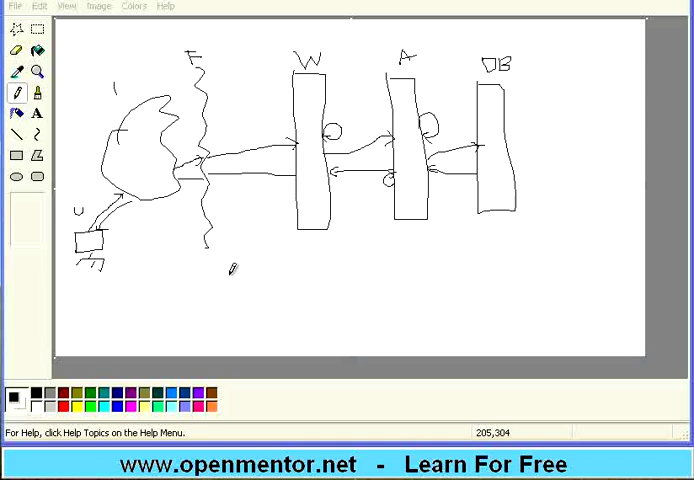 File Edit View Image Colors Help
F W A DB
I
U
For Help, click Help Topics on the Help Menu. 205,304
www.openmentor.net - Learn For Free